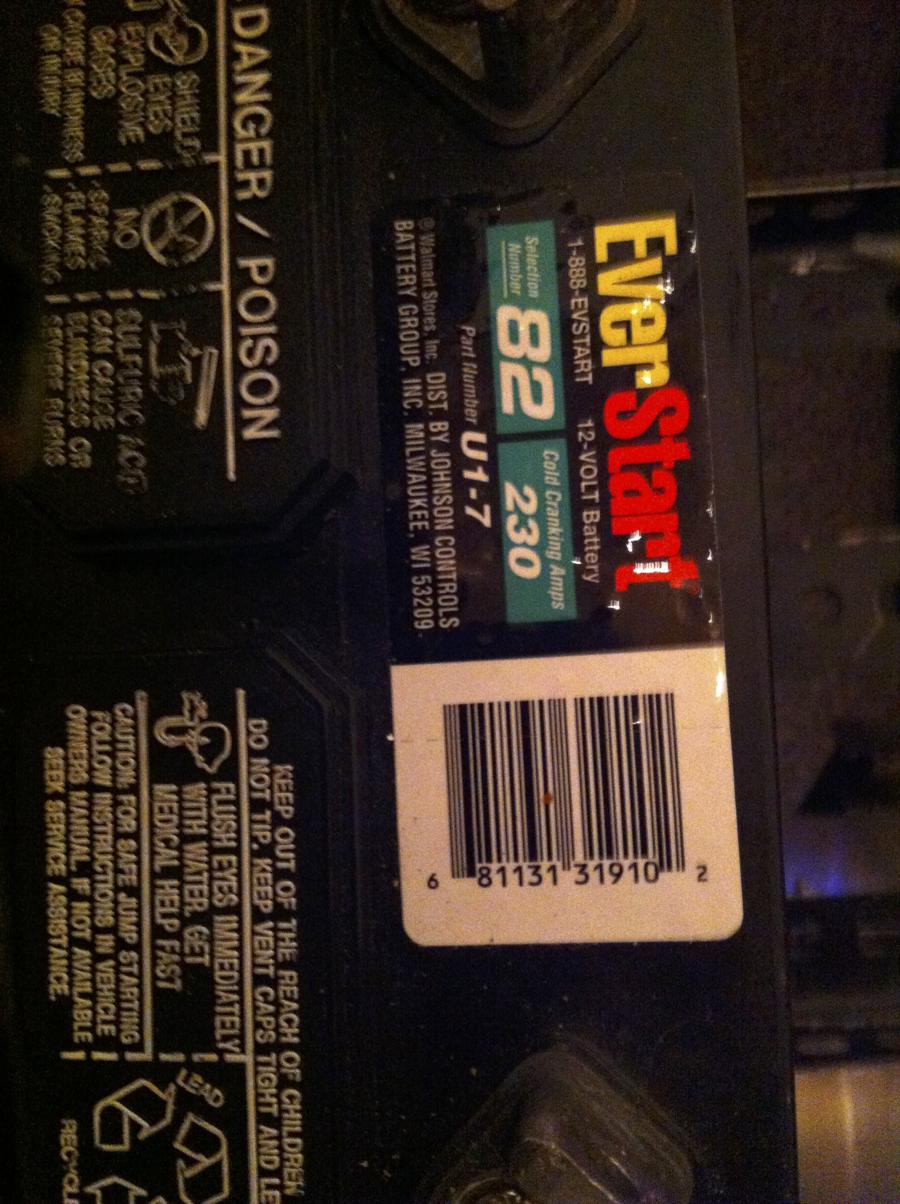 DANGER / POISON
SHIELD
EYES
EXPLOSIVE
GASES
CAUSE BLINDNESS
OR INJURY
NO
SPARKS
FLAMES
SMOKING
SULFURIC ACID
CAN CAUSE
BLINDNESS OR
SEVERE BURNS
EverStart
1-888-EVSTART 12-VOLT Battery
Selection
Number 82
Cold Cranking Amps
230
Part Number U1-7
© Walmart Stores, Inc. DIST. BY JOHNSON CONTROLS
BATTERY GROUP, INC. MILWAUKEE, WI 53209
6 81131 31910 2
KEEP OUT OF THE REACH OF CHILDREN
DO NOT TIP. KEEP VENT CAPS TIGHT AND LE
FLUSH EYES IMMEDIATELY
WITH WATER. GET
MEDICAL HELP FAST
CAUTION: FOR SAFE JUMP STARTING
FOLLOW INSTRUCTIONS IN VEHICLE
OWNERS MANUAL. IF NOT AVAILABLE
SEEK SERVICE ASSISTANCE.
LEAD